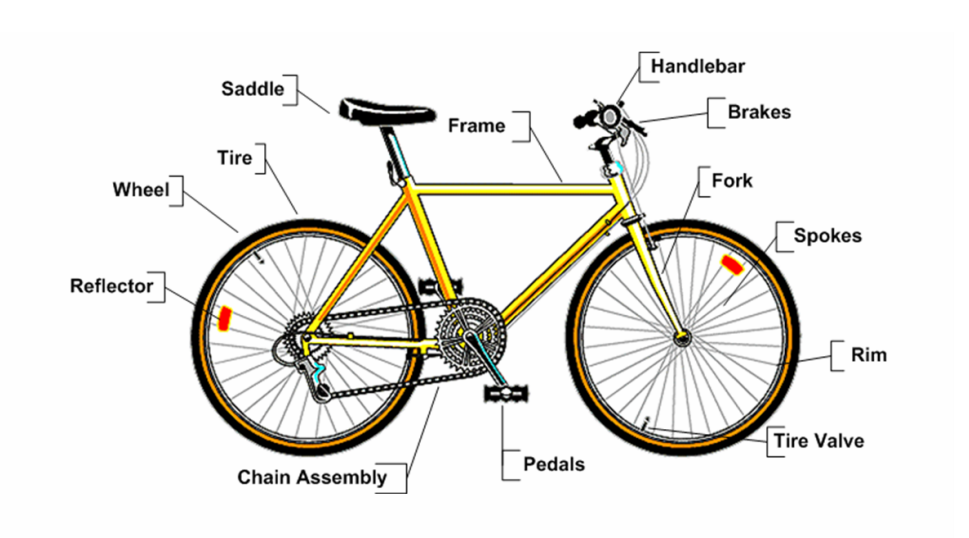 Handlebar
Saddle
Brakes
Frame
Tire
Fork
Wheel
Spokes
Reflector
Rim
Tire Valve
Pedals
Chain Assembly